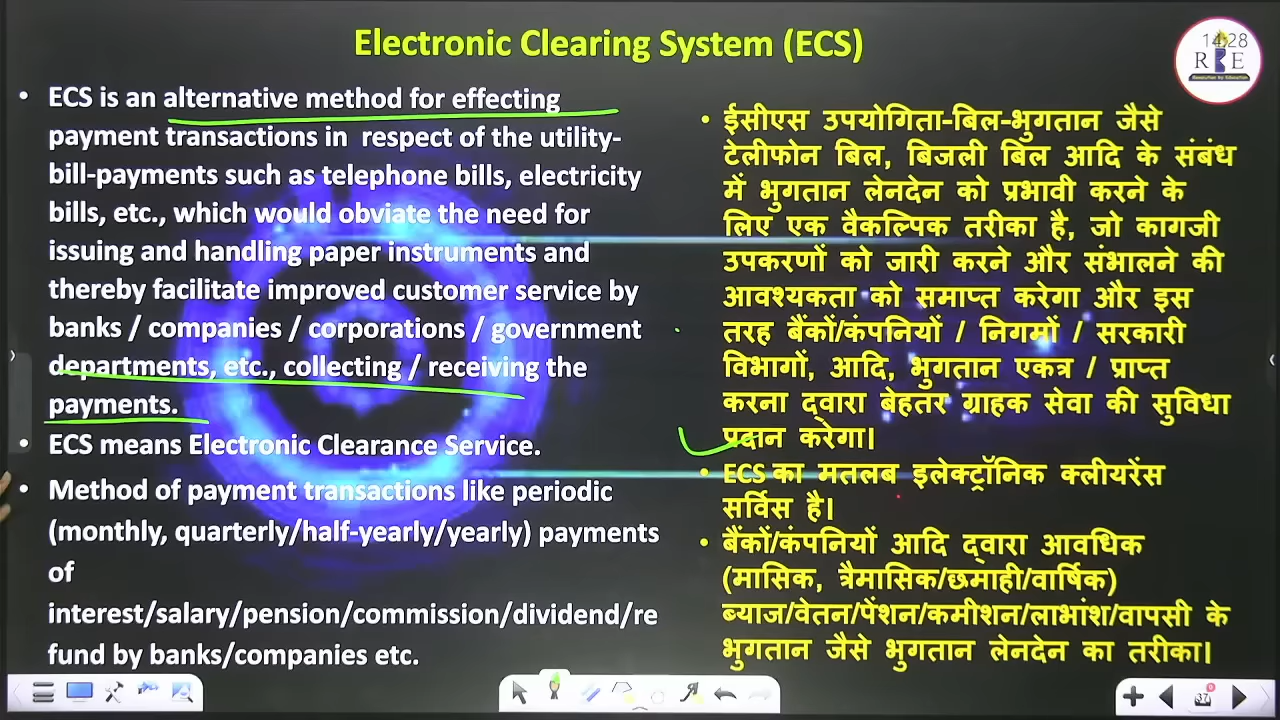 Electronic Clearing System (ECS)
14:28
R E
Revolution By Education
• ECS is an alternative method for effecting
payment transactions in respect of the utility-
bill-payments such as telephone bills, electricity
bills, etc., which would obviate the need for
issuing and handling paper instruments and
thereby facilitate improved customer service by
banks / companies / corporations / government
departments, etc., collecting / receiving the
payments.
• ECS means Electronic Clearance Service.
• Method of payment transactions like periodic
(monthly, quarterly/half-yearly/yearly) payments
of
interest/salary/pension/commission/dividend/re
fund by banks/companies etc.
• ईसीएस उपयोगिता-बिल-भुगतान जैसे
टेलीफोन बिल, बिजली बिल आदि के संबंध
में भुगतान लेनदेन को प्रभावी करने के
लिए एक वैकल्पिक तरीका है, जो कागजी
उपकरणों को जारी करने और संभालने की
आवश्यकता को समाप्त करेगा और इस
तरह बैंकों/कंपनियों / निगमों / सरकारी
विभागों, आदि, भुगतान एकत्र / प्राप्त
करना द्वारा बेहतर ग्राहक सेवा की सुविधा
प्रदान करेगा।
• ECS का मतलब इलेक्ट्रॉनिक क्लीयरेंस
सर्विस है।
• बैंकों/कंपनियों आदि द्वारा आवधिक
(मासिक, त्रैमासिक/छमाही/वार्षिक)
ब्याज/वेतन/पेंशन/कमीशन/लाभांश/वापसी के
भुगतान जैसे भुगतान लेनदेन का तरीका।
37